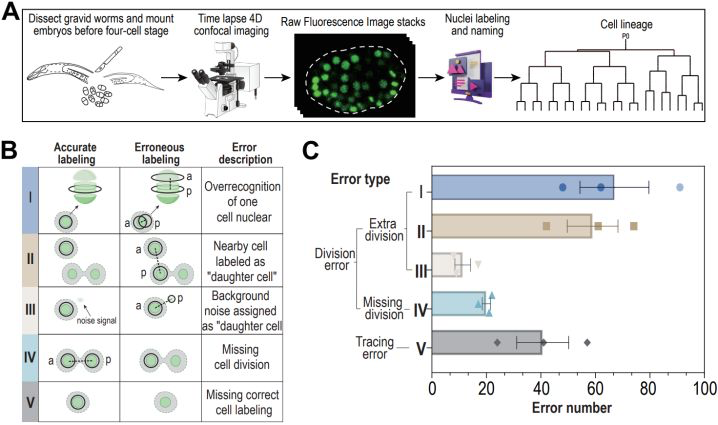 A
Dissect gravid worms and mount
embryos before four-cell stage
Time lapse 4D
confocal imaging
Raw Fluorescence Image stacks
Nuclei labeling
and naming
Cell lineage
P0
B
Accurate
labeling
Erroneous
labeling
Error
description
I
a
p
a
p
Overrecognition
of one
cell nuclear
II
a
p
Nearby cell
labeled as
"daughter cell"
III
noise signal
a
p
Background
noise assigned
as "daughter cell
IV
a
p
Missing
cell division
V
Missing correct
cell labeling
C
Error type
Division
error
Extra
division
Missing
division
Tracing
error
I
II
III
IV
V
0
20
40
60
80
100
Error number